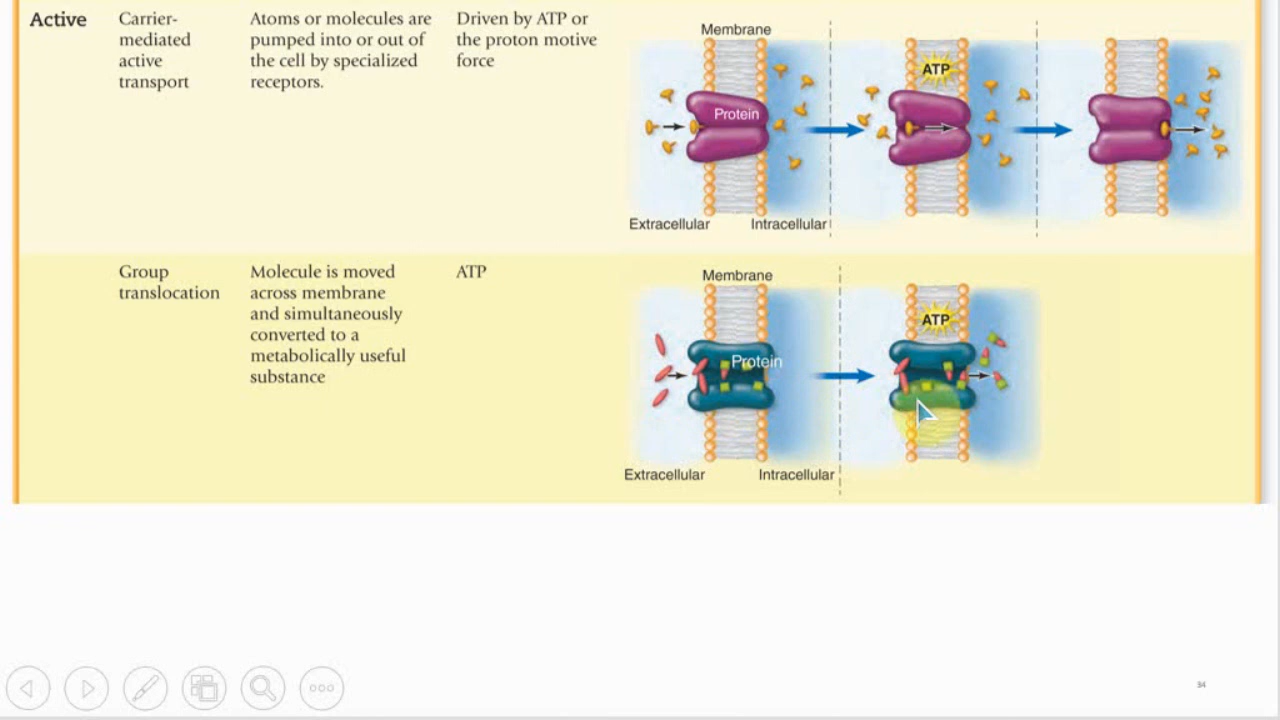 Active
Carrier-
mediated
active
transport
Atoms or molecules are
pumped into or out of
the cell by specialized
receptors.
Driven by ATP or
the proton motive
force
Membrane
ATP
Protein
Extracellular
Intracellular
Group
translocation
Molecule is moved
across membrane
and simultaneously
converted to a
metabolically useful
substance
ATP
Membrane
ATP
Protein
Extracellular
Intracellular
34